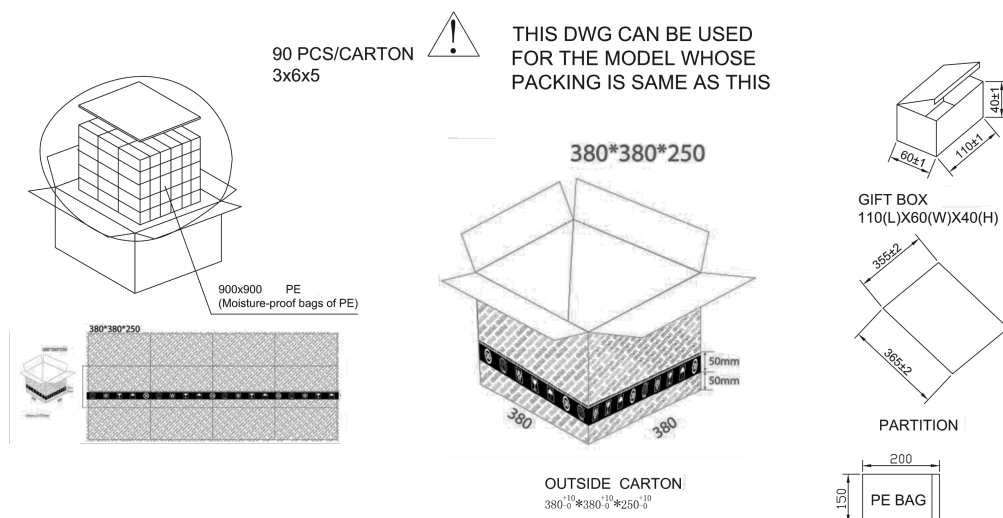 90 PCS/CARTON
3x6x5
!
THIS DWG CAN BE USED
FOR THE MODEL WHOSE
PACKING IS SAME AS THIS
900x900 PE
(Moisture-proof bags of PE)
380*380*250
380*380*250
380*380*250
50mm
50mm
380
380
OUTSIDE CARTON
380+10-0*380+10-0*250+10-0
40±1
60±1
110±1
GIFT BOX
110(L)X60(W)X40(H)
355±2
365±2
PARTITION
200
150
PE BAG